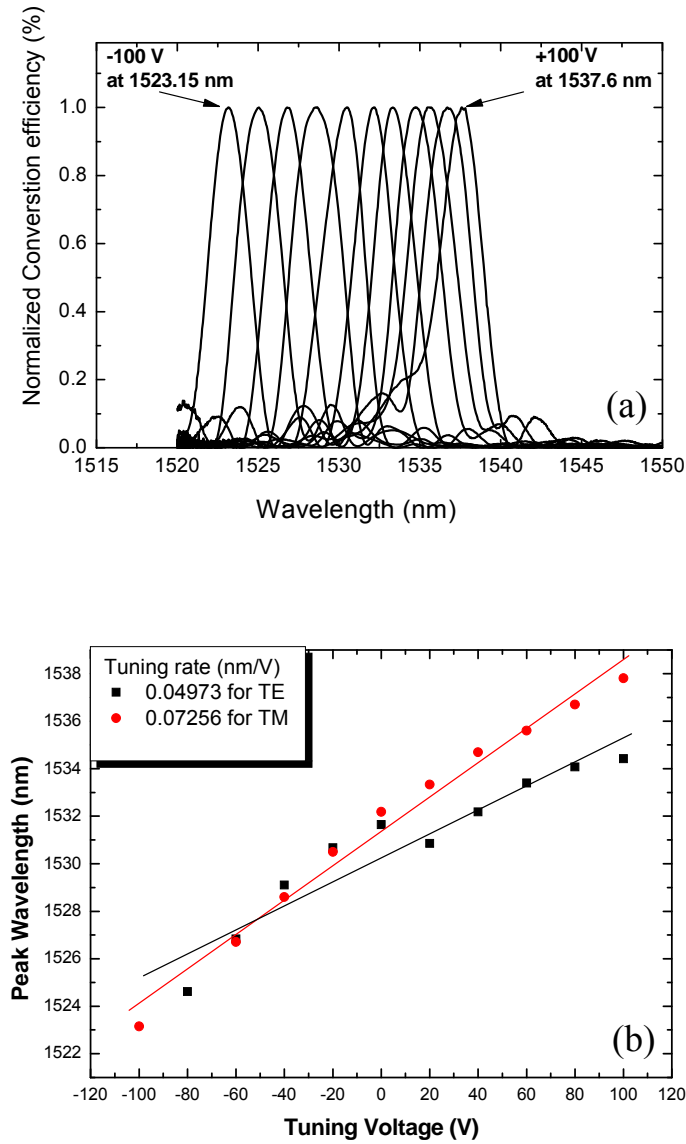 -100 V
at 1523.15 nm
+100 V
at 1537.6 nm
Normalized Converstion efficiency (%)
1.0
0.8
0.6
0.4
0.2
0.0
(a)
1515 1520 1525 1530 1535 1540 1545 1550
Wavelength (nm)
Tuning rate (nm/V)
0.04973 for TE
0.07256 for TM
Peak Wavelength (nm)
1538
1536
1534
1532
1530
1528
1526
1524
1522
(b)
-120 -100 -80 -60 -40 -20 0 20 40 60 80 100 120
Tuning Voltage (V)